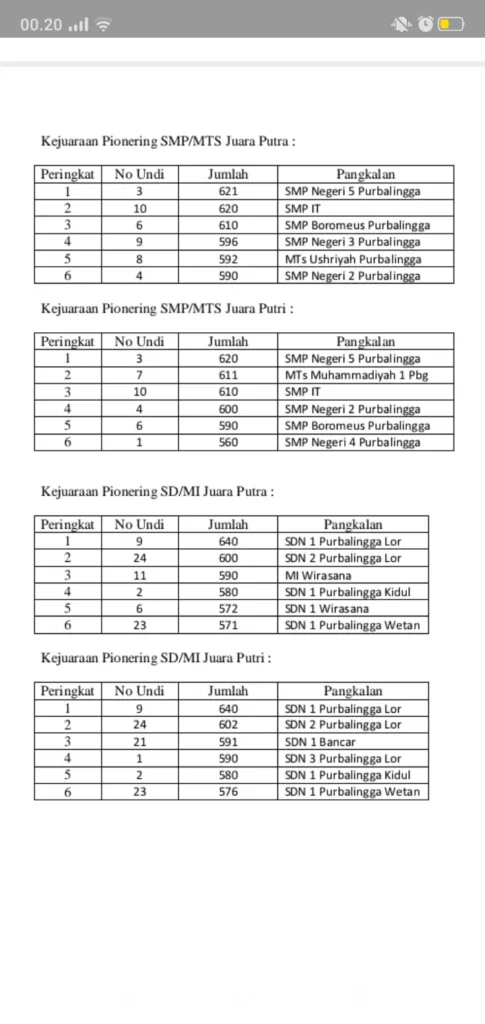 00.20
Kejuaraan Pionering SMP/MTS Juara Putra :
Peringkat No Undi Jumlah Pangkalan
1 3 621 SMP Negeri 5 Purbalingga
2 10 620 SMP IT
3 6 610 SMP Boromeus Purbalingga
4 9 596 SMP Negeri 3 Purbalingga
5 8 592 MTs Ushriyah Purbalingga
6 4 590 SMP Negeri 2 Purbalingga
Kejuaraan Pionering SMP/MTS Juara Putri :
Peringkat No Undi Jumlah Pangkalan
1 3 620 SMP Negeri 5 Purbalingga
2 7 611 MTs Muhammadiyah 1 Pbg
3 10 610 SMP IT
4 4 600 SMP Negeri 2 Purbalingga
5 6 590 SMP Boromeus Purbalingga
6 1 560 SMP Negeri 4 Purbalingga
Kejuaraan Pionering SD/MI Juara Putra :
Peringkat No Undi Jumlah Pangkalan
1 9 640 SDN 1 Purbalingga Lor
2 24 600 SDN 2 Purbalingga Lor
3 11 590 MI Wirasana
4 2 580 SDN 1 Purbalingga Kidul
5 6 572 SDN 1 Wirasana
6 23 571 SDN 1 Purbalingga Wetan
Kejuaraan Pionering SD/MI Juara Putri :
Peringkat No Undi Jumlah Pangkalan
1 9 640 SDN 1 Purbalingga Lor
2 24 602 SDN 2 Purbalingga Lor
3 21 591 SDN 1 Bancar
4 1 590 SDN 3 Purbalingga Lor
5 2 580 SDN 1 Purbalingga Kidul
6 23 576 SDN 1 Purbalingga Wetan